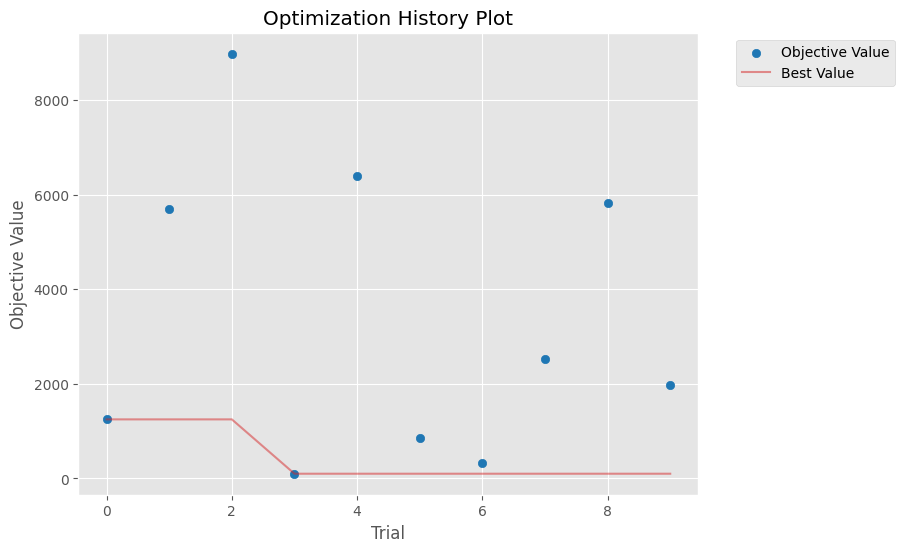 Optimization History Plot
Objective Value
Best Value
8000
6000
4000
2000
0
Objective Value
0 2 4 6 8
Trial